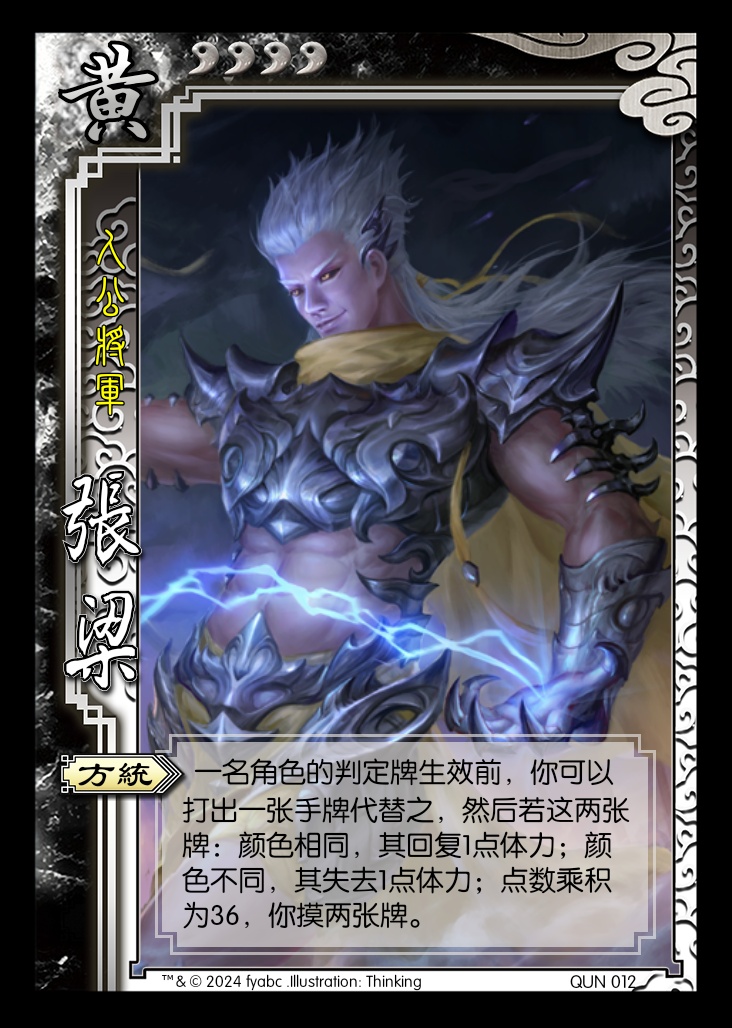 黄
人公將軍
張梁
方統
一名角色的判定牌生效前，你可以
打出一张手牌代替之，然后若这两张
牌：颜色相同，其回复1点体力；颜
色不同，其失去1点体力；点数乘积
为36，你摸两张牌。
™ & © 2024 fyabc .Illustration: Thinking
QUN 012